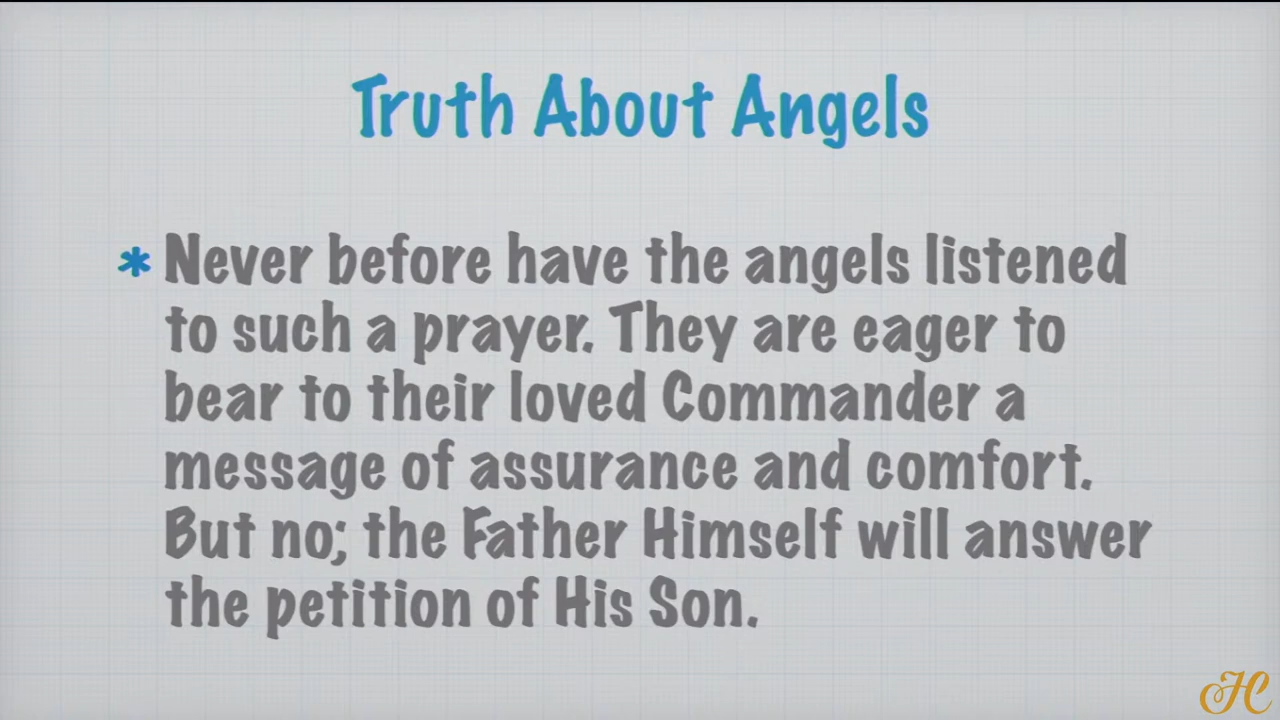 Truth About Angels
* Never before have the angels listened
to such a prayer. They are eager to
bear to their loved Commander a
message of assurance and comfort.
But no; the Father Himself will answer
the petition of His Son.
HC